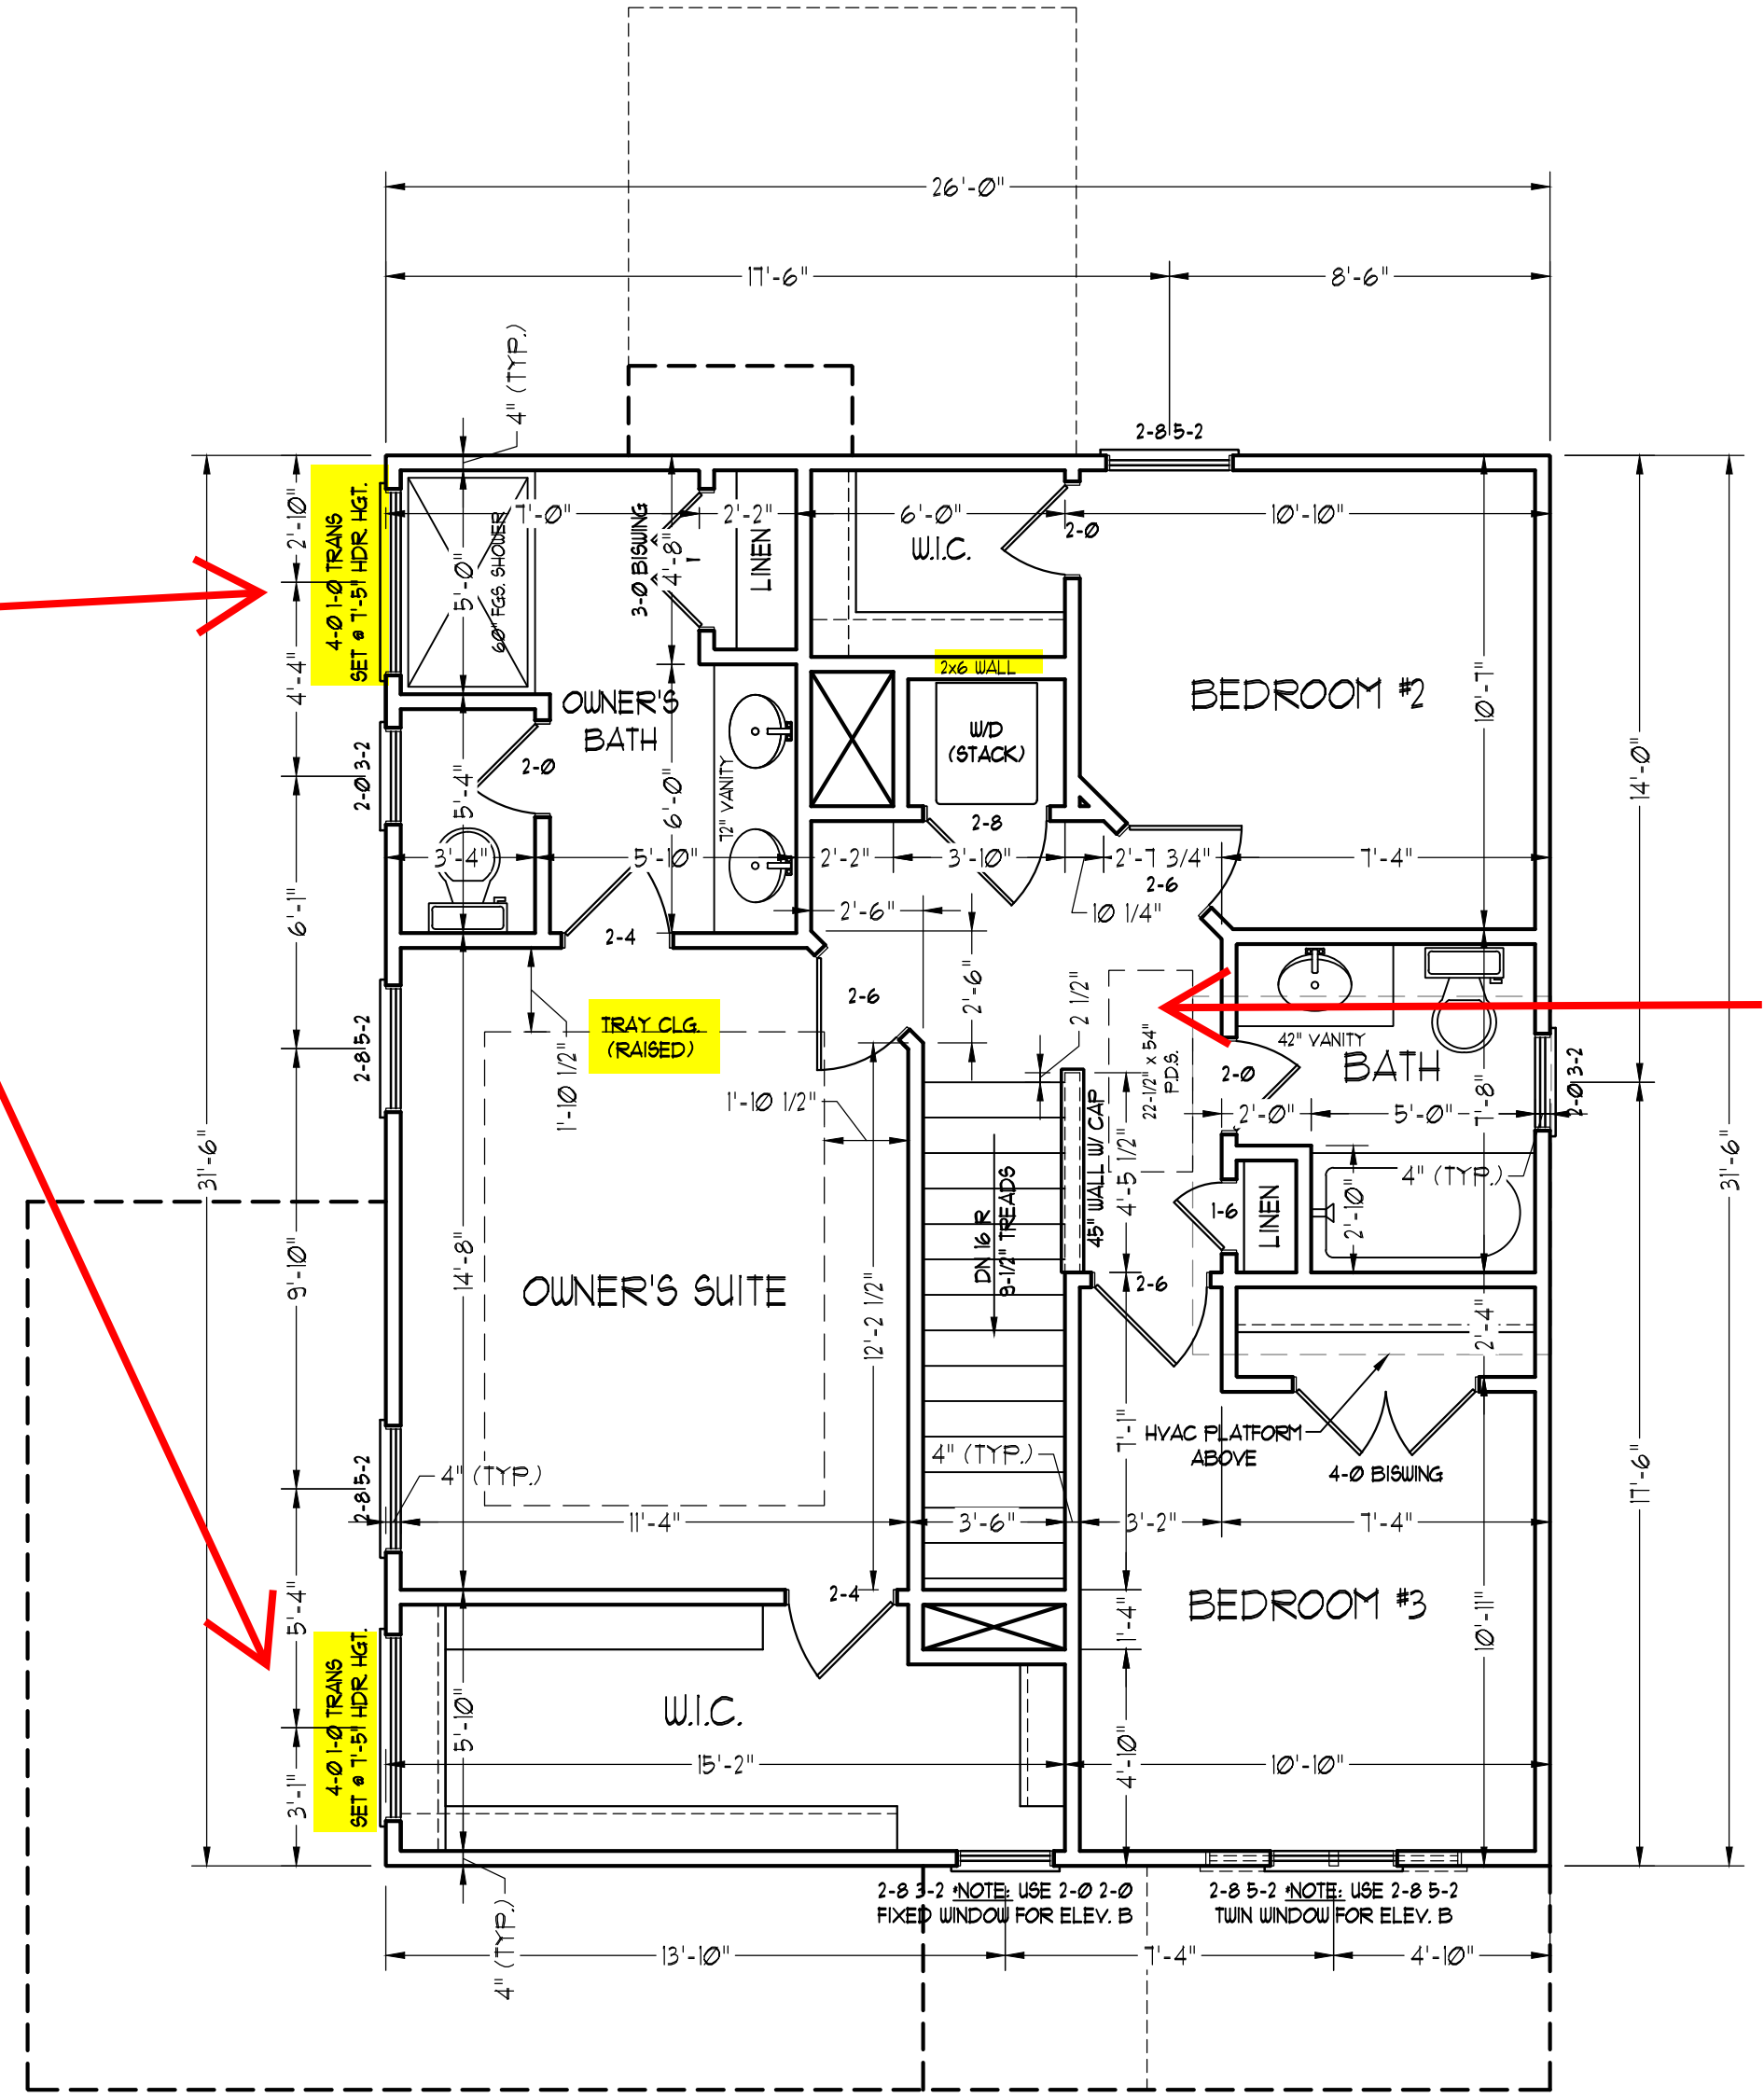 26'-0"
17'-6"
8'-6"
4" (TYP.)
2-8 5-2
2'-10"
4-0 1-0 TRANS
SET @ 7'-5" HDR HGT.
7'-0"
3-0 BISWING
2'-2"
6'-0"
2-0
10'-10"
5'-0"
60" FGS. SHOWER
4'-8"
LINEN
W.I.C.
4'-4"
2x6 WALL
OWNER'S
BATH
BEDROOM #2
10'-7"
W/D
(STACK)
2-0 3-2
2-0
5'-4"
6'-0"
72" VANITY
14'-0"
2-8
3'-4"
5'-10"
2'-2"
3'-10"
2'-7 3/4"
7'-4"
2-6
6'-1"
2'-6"
10 1/4"
2-4
2-6
2'-6"
2 1/2"
TRAY CLG.
(RAISED)
2-8 5-2
1'-10 1/2"
1'-10 1/2"
22-1/2" x 54"
P.D.S.
42" VANITY
BATH
2-0
2-0 3-2
7'-8"
2'-0"
5'-0"
31'-6"
31'-6"
45" WALL W/ CAP
4'-5 1/2"
4" (TYP.)
DN 16 R
9-1/2" TREADS
1-6
LINEN
2'-10"
9'-10"
14'-8"
OWNER'S SUITE
12'-2 1/2"
2-6
2'-4"
HVAC PLATFORM
ABOVE
4-0 BISWING
7'-1"
4" (TYP.)
4" (TYP.)
2-8 5-2
17'-6"
11'-4"
3'-6"
3'-2"
7'-4"
5'-4"
2-4
1'-4"
BEDROOM #3
10'-11"
4-0 1-0 TRANS
SET @ 7'-5" HDR HGT.
W.I.C.
5'-10"
15'-2"
4'-10"
10'-10"
3'-1"
2-8 3-2 *NOTE: USE 2-0 2-0
FIXED WINDOW FOR ELEV. B
2-8 5-2 *NOTE: USE 2-8 5-2
TWIN WINDOW FOR ELEV. B
4" (TYP.)
13'-10"
7'-4"
4'-10"